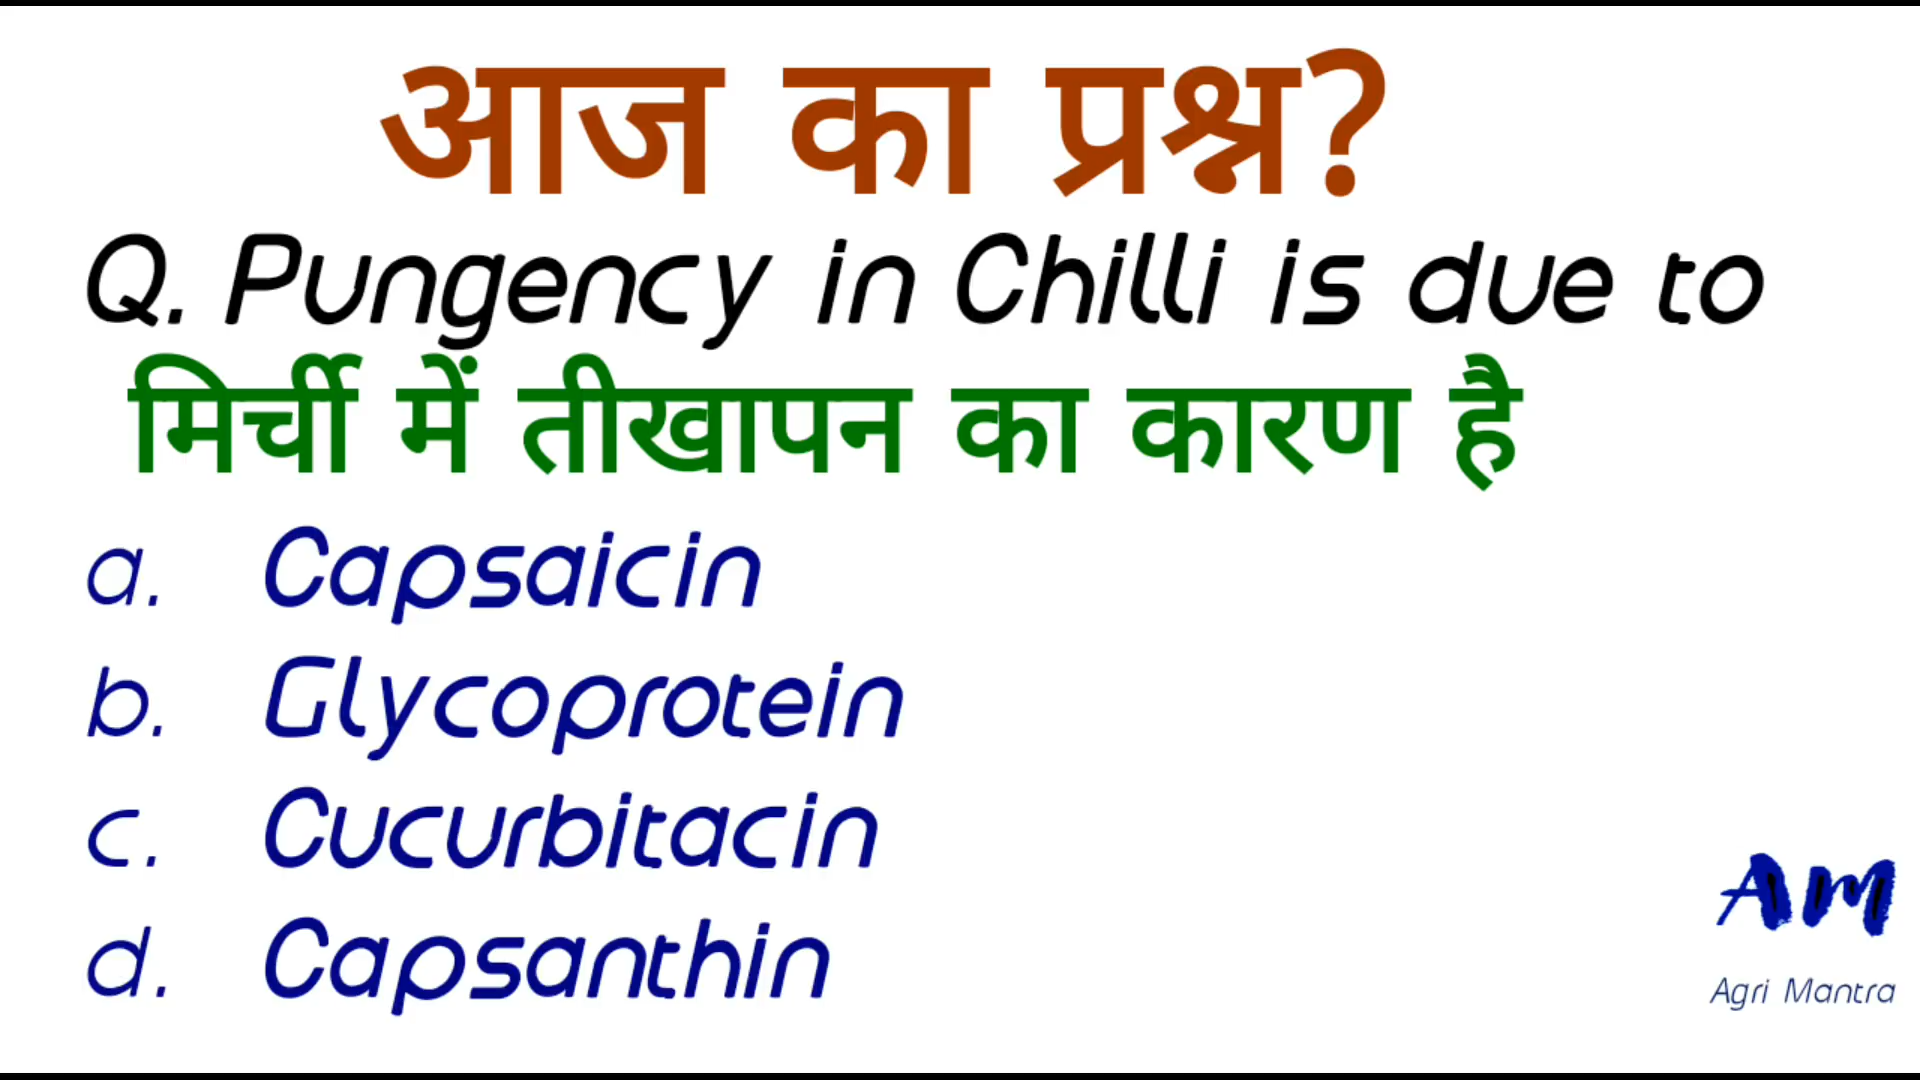 आज का प्रश्न?
Q. Pungency in Chilli is due to
मिर्ची में तीखापन का कारण है
a. Capsaicin
b. Glycoprotein
c. Cucurbitacin
d. Capsanthin
Am
Agri Mantra